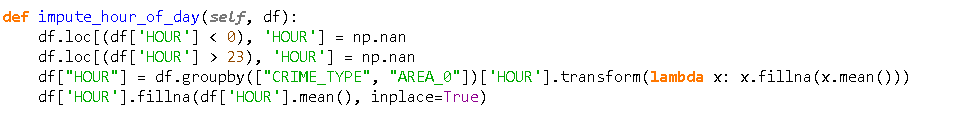 def impute_hour_of_day(self, df):
    df.loc[(df['HOUR'] < 0), 'HOUR'] = np.nan
    df.loc[(df['HOUR'] > 23), 'HOUR'] = np.nan
    df["HOUR"] = df.groupby(["CRIME_TYPE", "AREA_0"])['HOUR'].transform(lambda x: x.fillna(x.mean()))
    df['HOUR'].fillna(df['HOUR'].mean(), inplace=True)